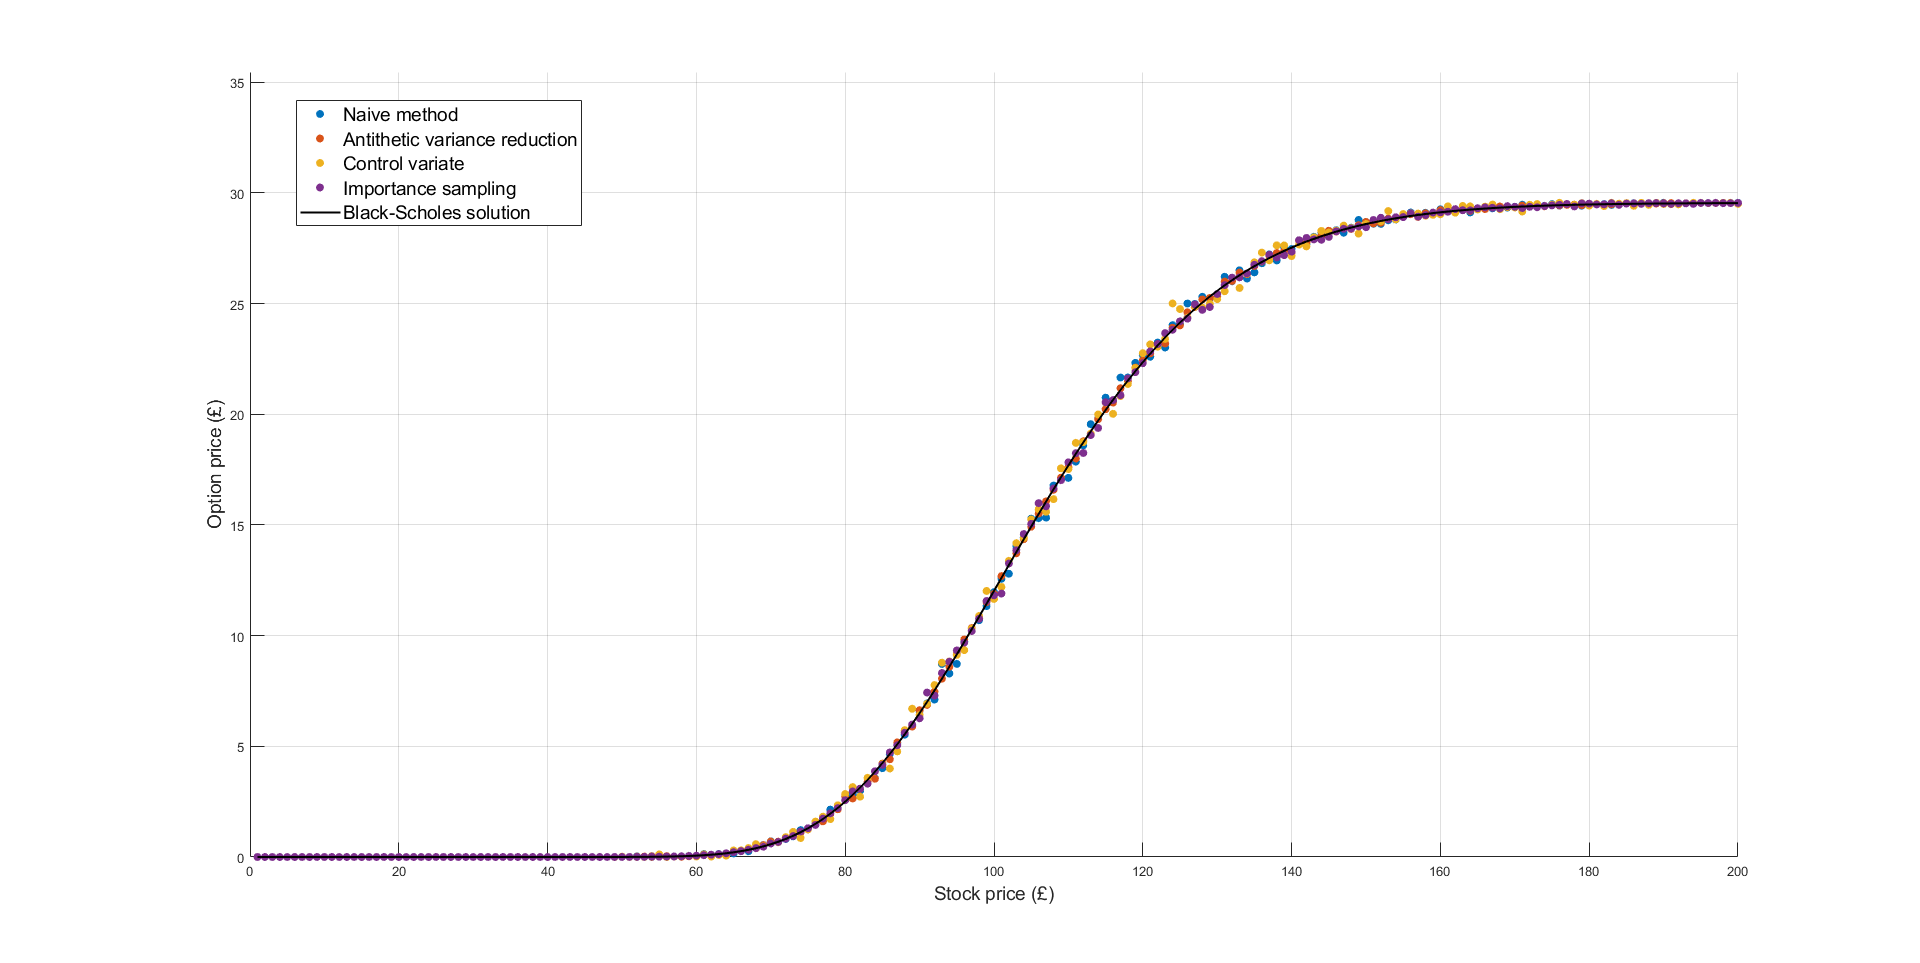 35
30
25
20
15
10
5
0
Option price (£)
Naive method
Antithetic variance reduction
Control variate
Importance sampling
Black-Scholes solution
0 20 40 60 80 100 120 140 160 180 200
Stock price (£)